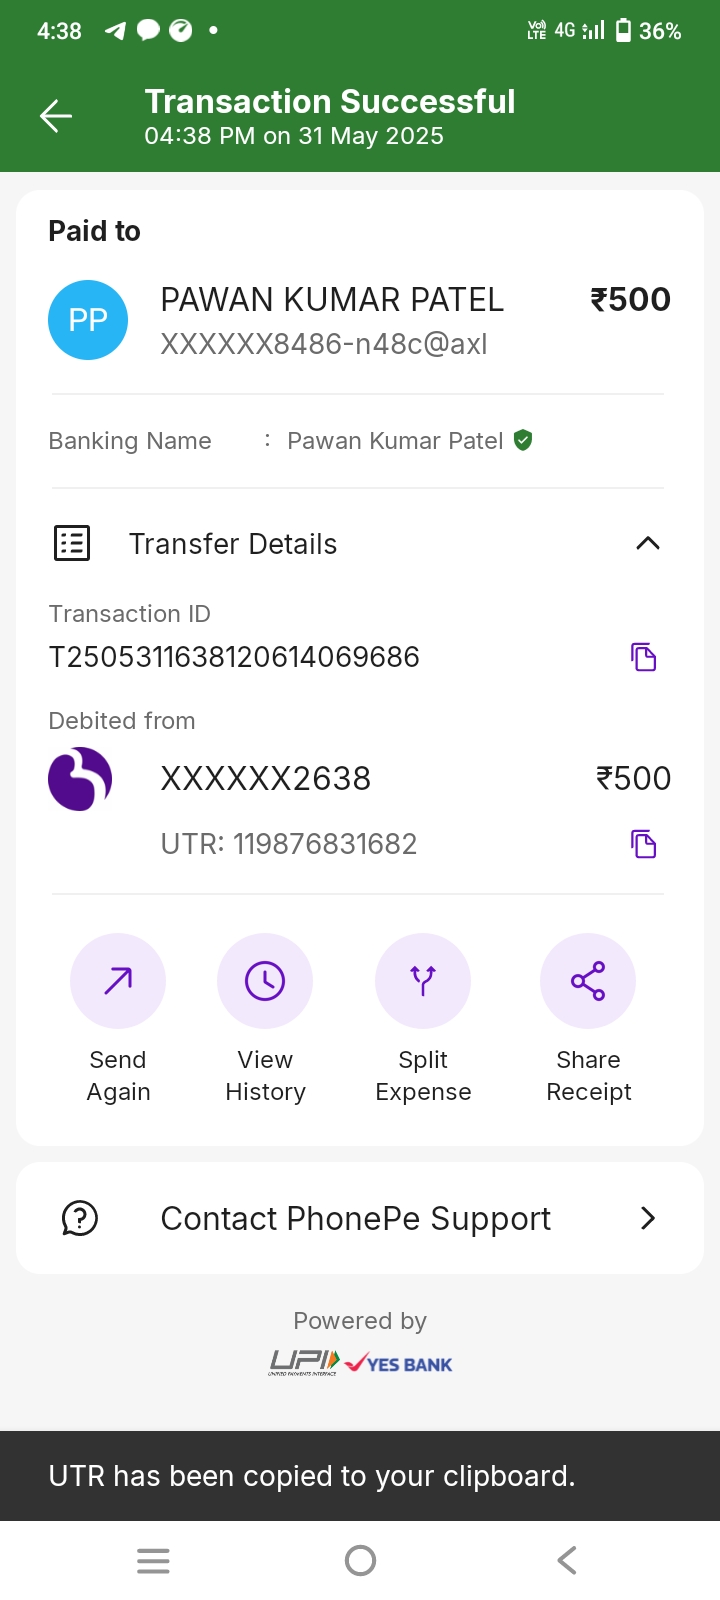 4:38 VoD LTE 4G 36%
Transaction Successful
04:38 PM on 31 May 2025
Paid to
PP PAWAN KUMAR PATEL ₹500
XXXXXX8486-n48c@axl
Banking Name : Pawan Kumar Patel
Transfer Details
Transaction ID
T2505311638120614069686
Debited from
XXXXXX2638 ₹500
UTR: 119876831682
Send Again
View History
Split Expense
Share Receipt
Contact PhonePe Support
Powered by
UPI YES BANK
UNIFIED PAYMENTS INTERFACE
UTR has been copied to your clipboard.